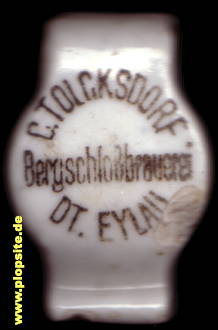 C. TOLCKSDORF.
Bergschloßbrauerei
DT. EYLAU
www.plopsite.de